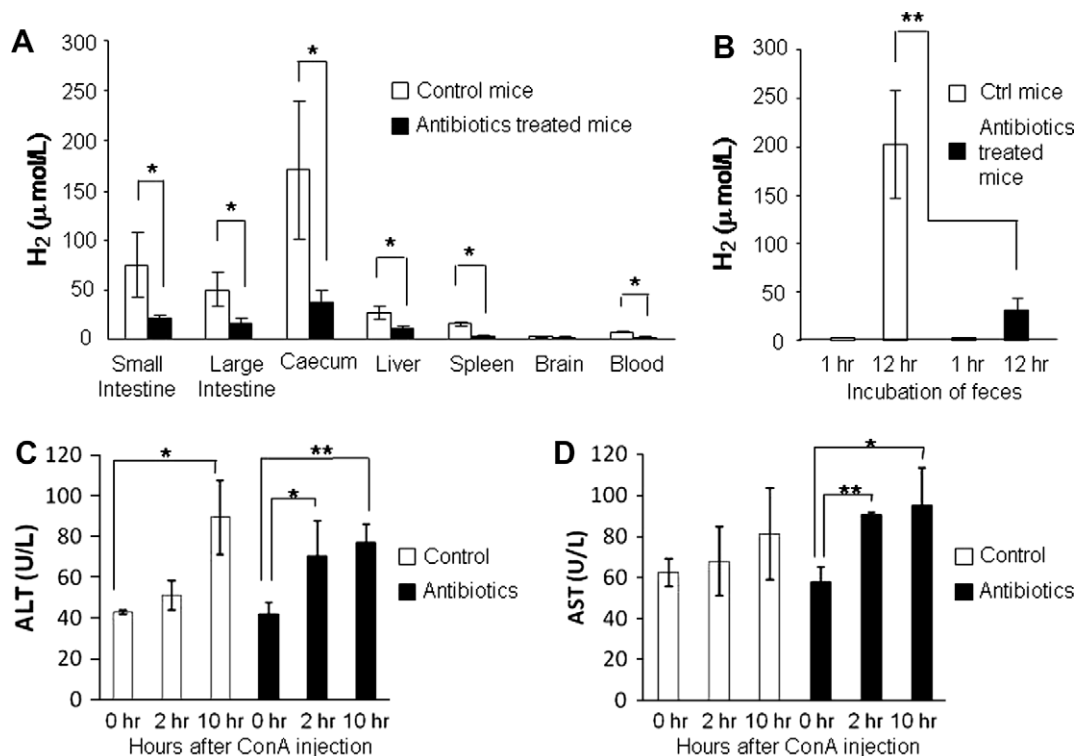 A
H2 (μ mol/L)
300
250
200
150
100
50
0
*
*
*
*
*
*
Control mice
Antibiotics treated mice
Small Intestine
Large Intestine
Caecum
Liver
Spleen
Brain
Blood
B
H2 (μ mol/L)
300
250
200
150
100
50
0
**
Ctrl mice
Antibiotics
treated
mice
1 hr 12 hr 1 hr 12 hr
Incubation of feces
C
ALT (U/L)
120
100
80
60
40
20
0
*
**
*
Control
Antibiotics
0 hr 2 hr 10 hr 0 hr 2 hr 10 hr
Hours after ConA injection
D
AST (U/L)
120
100
80
60
40
20
0
*
**
Control
Antibiotics
0 hr 2 hr 10 hr 0 hr 2 hr 10 hr
Hours after ConA injection